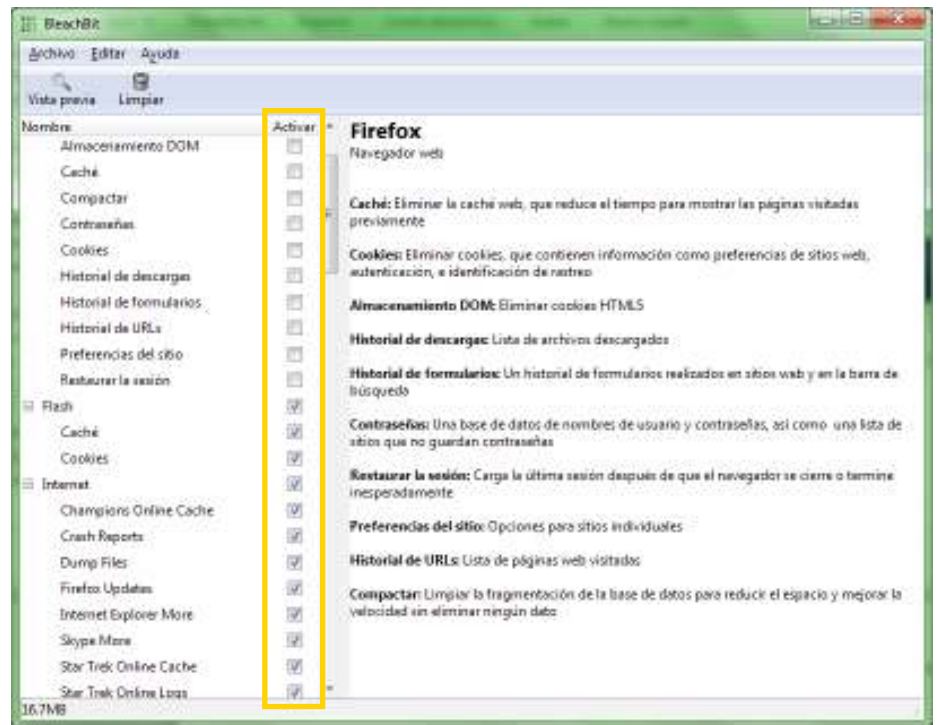 BleachBit
Archivo Editar Ayuda
Vista previa Limpiar
Nombre Activar
Almacenamiento DOM
Caché
Compactar
Contraseñas
Cookies
Historial de descargas
Historial de formularios
Historial de URLs
Preferencias del sitio
Restaurar la sesión
Flash
Caché
Cookies
Internet
Champions Online Cache
Crash Reports
Dump Files
Firefox Updates
Internet Explorer More
Skype More
Star Trek Online Cache
Star Trek Online Logs
16.7MB
Firefox
Navegador web
Caché: Eliminar la caché web, que reduce el tiempo para mostrar las páginas visitadas
previamente
Cookies: Eliminar cookies, que contienen información como preferencias de sitios web,
autenticación, e identificación de rastreo
Almacenamiento DOM: Eliminar cookies HTML5
Historial de descargas: Lista de archivos descargados
Historial de formularios: Un historial de formularios realizados en sitios web y en la barra de
búsqueda
Contraseñas: Una base de datos de nombres de usuario y contraseñas, así como una lista de
sitios que no guardan contraseñas
Restaurar la sesión: Carga la última sesión después de que el navegador se cierre o termine
inesperadamente
Preferencias del sitio: Opciones para sitios individuales
Historial de URLs: Lista de páginas web visitadas
Compactar: Limpiar la fragmentación de la base de datos para reducir el espacio y mejorar la
velocidad sin eliminar ningún dato